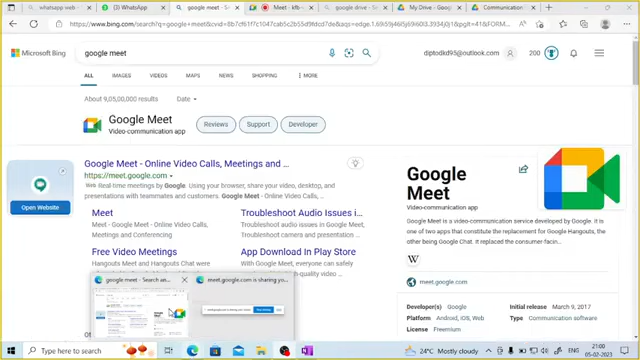 whatsapp web -
WhatsApp
google meet - S
Meet - kfb
google drive - S
My Drive - Goog
Communication
https://www.bing.com/search?q=google+meet&cvid=8b7cf61f7c1047cab5c2b55d9fdcd7de&aqs=edge.1.69i59j46j69i61l3.3934j0j1&pglt=41&FORM
Microsoft Bing
google meet
diptodkd95@outlook.com
200
ALL
IMAGES
VIDEOS
MAPS
NEWS
SHOPPING
MORE
About 9,05,00,000 results
Date
Google Meet
Video-communication app
Reviews
Support
Developer
Open Website
Google Meet - Online Video Calls, Meetings and ...
https://meet.google.com
Web Real-time meetings by Google. Using your browser, share your video, desktop, and
presentations with teammates and customers. Google Meet - Online Video Calls,
Meet
Google Meet - Online Video Calls,
Meetings and Conferencing
Troubleshoot Audio Issues i...
Troubleshoot audio issues in Google
Meet. Troubleshoot camera and presentation ...
Free Video Meetings
Hangouts Meet and Hangouts Chat were
App Download In Play Store
With Google Meet, everyone can safely
high-quality video ...
Google
Meet
Video-communication app
Google Meet is a video-communication service developed by Google. It
is one of two apps that constitute the replacement for Google Hangouts, the
other being Google Chat. It replaced the consumer-facin...
W
meet.google.com
Developer(s): Google
Initial release: March 9, 2017
Platform: Android, iOS, Web
Type: Communication software
License: Freemium
google meet - Search an...
meet.google.com is sharing yo...
Type here to search
24°C Mostly cloudy
ENG
21:00
05-02-2023